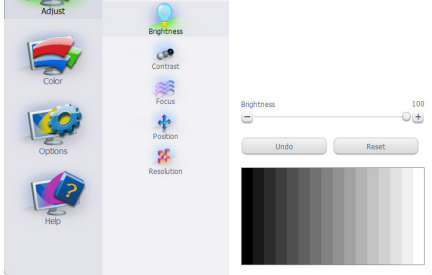 Adjust
Color
Options
Help
Brightness
Contrast
Focus
Position
Resolution
Brightness 100
Undo Reset